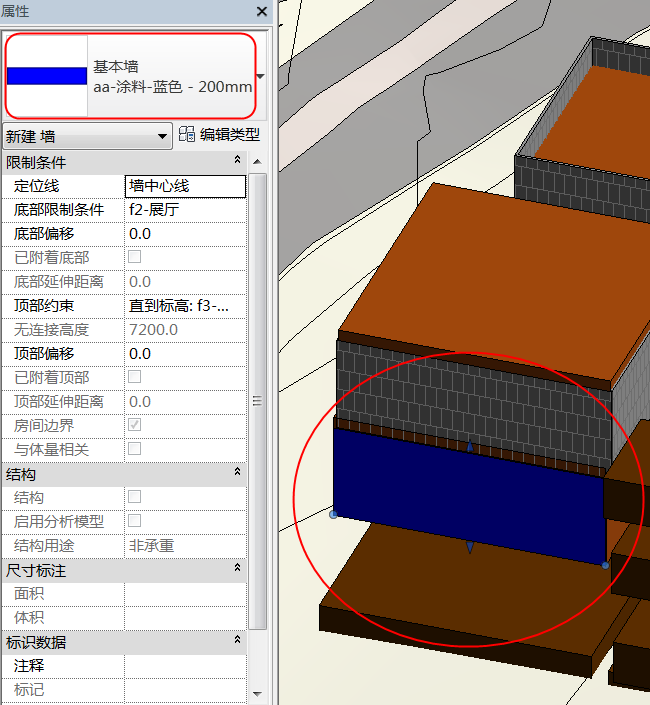 属性
基本墙
aa-涂料-蓝色 - 200mm
新建 墙
编辑类型
限制条件
定位线 墙中心线
底部限制条件 f2-展厅
底部偏移 0.0
已附着底部
底部延伸距离 0.0
顶部约束 直到标高: f3-...
无连接高度 7200.0
顶部偏移 0.0
已附着顶部
顶部延伸距离 0.0
房间边界
与体量相关
结构
结构
启用分析模型
结构用途 非承重
尺寸标注
面积
体积
标识数据
注释
标记